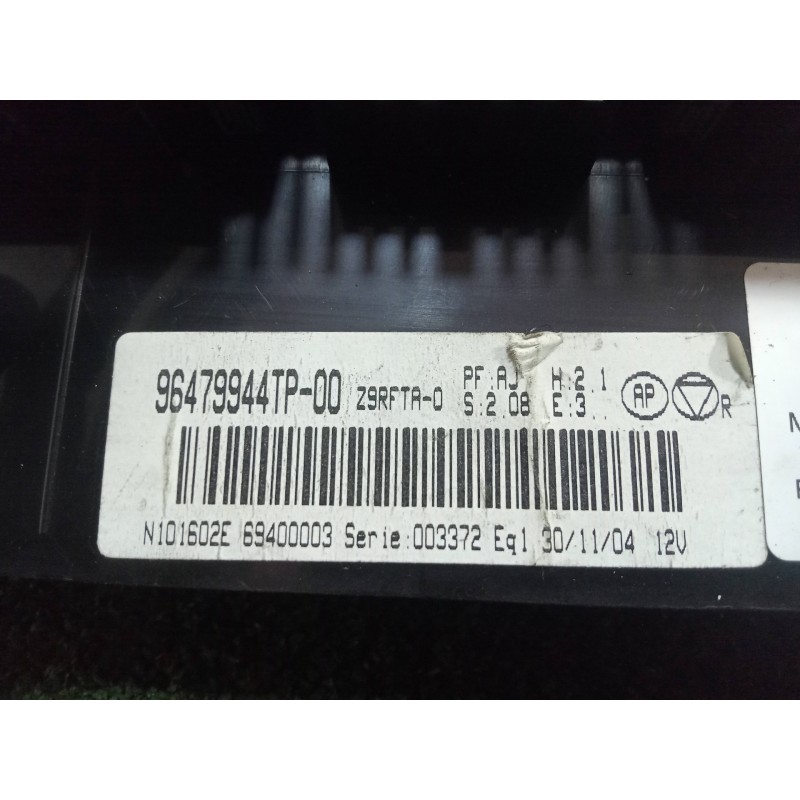 96479944TP-00 Z9RFTA-0 PF:AJ H:2.1
S:2.08 E:3.. AP R
N101602E 69400003 Serie:003372 Eq1 30/11/04 12V